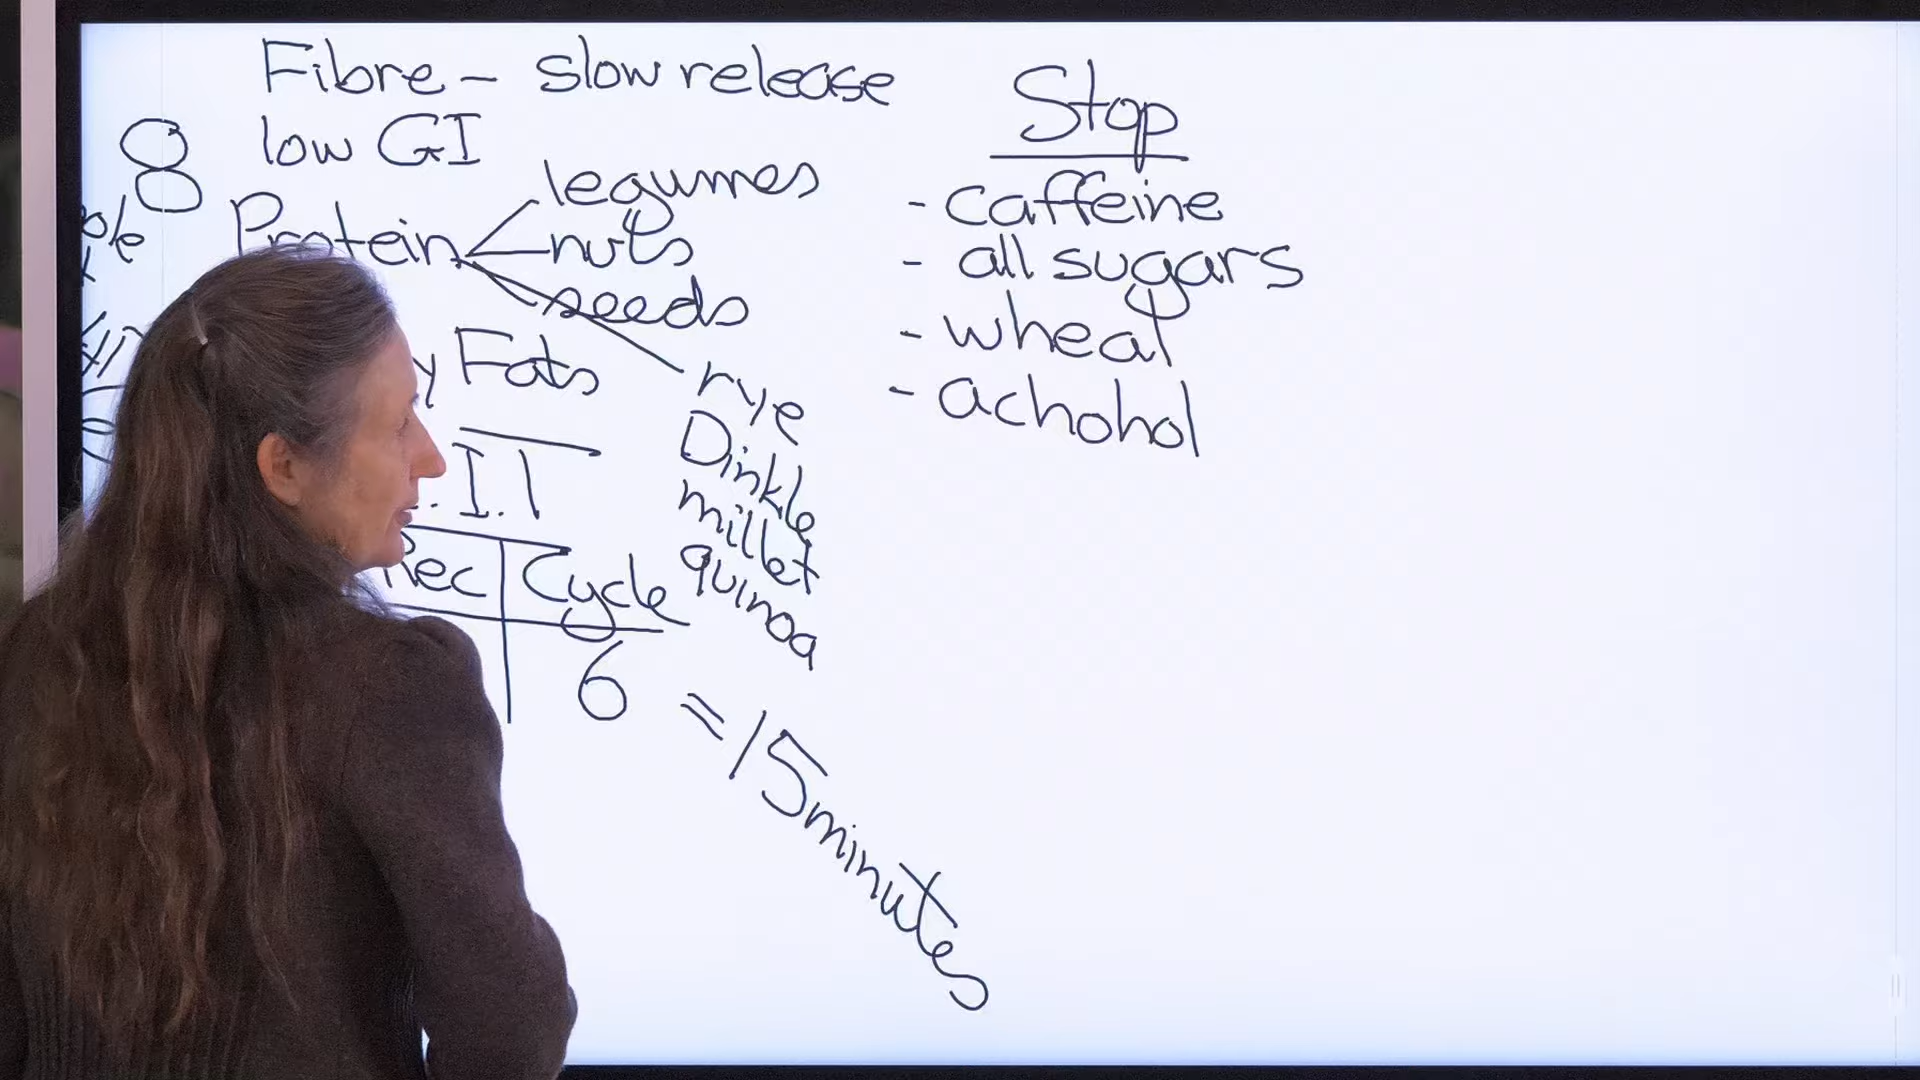 Fibre - slow release
low GI
8
Protein
legumes
nuts
seeds
rye
Dinkle
millet
quinoa
y Fats
.I.T
Rec Cycle
6 = 15 minutes
Stop
- caffeine
- all sugars
- wheat
- achohol